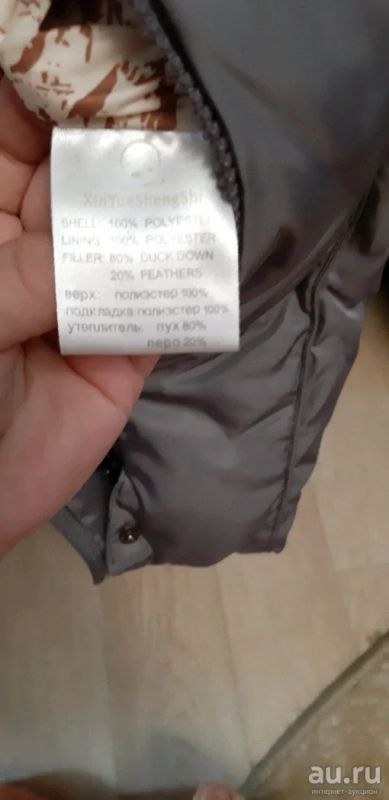 XinYueShengShi
SHELL: 100% POLYESTER
LINING: 100% POLYESTER
FILLER: 80% DUCK DOWN
20% FEATHERS
верх: полиэстер 100%
подкладка: полиэстер 100%
утеплитель: пух 80%
перо 20%
au.ru
интернет-аукцион